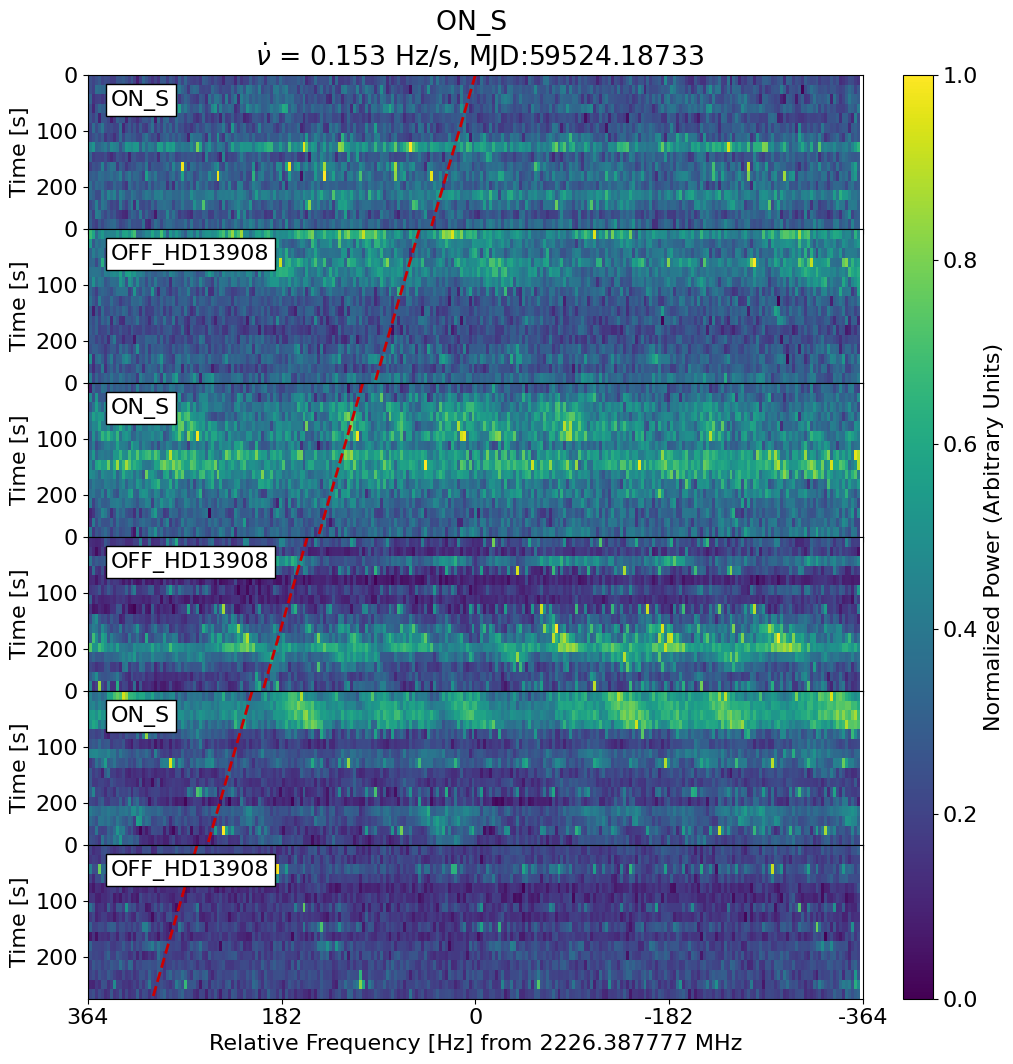 ON_S
ν̇ = 0.153 Hz/s, MJD:59524.18733
0
ON_S
100
200
Time [s]
0
OFF_HD13908
100
200
Time [s]
0
ON_S
100
200
Time [s]
0
OFF_HD13908
100
200
Time [s]
0
ON_S
100
200
Time [s]
0
OFF_HD13908
100
200
Time [s]
364 182 0 -182 -364
Relative Frequency [Hz] from 2226.387777 MHz
1.0
0.8
0.6
0.4
0.2
0.0
Normalized Power (Arbitrary Units)